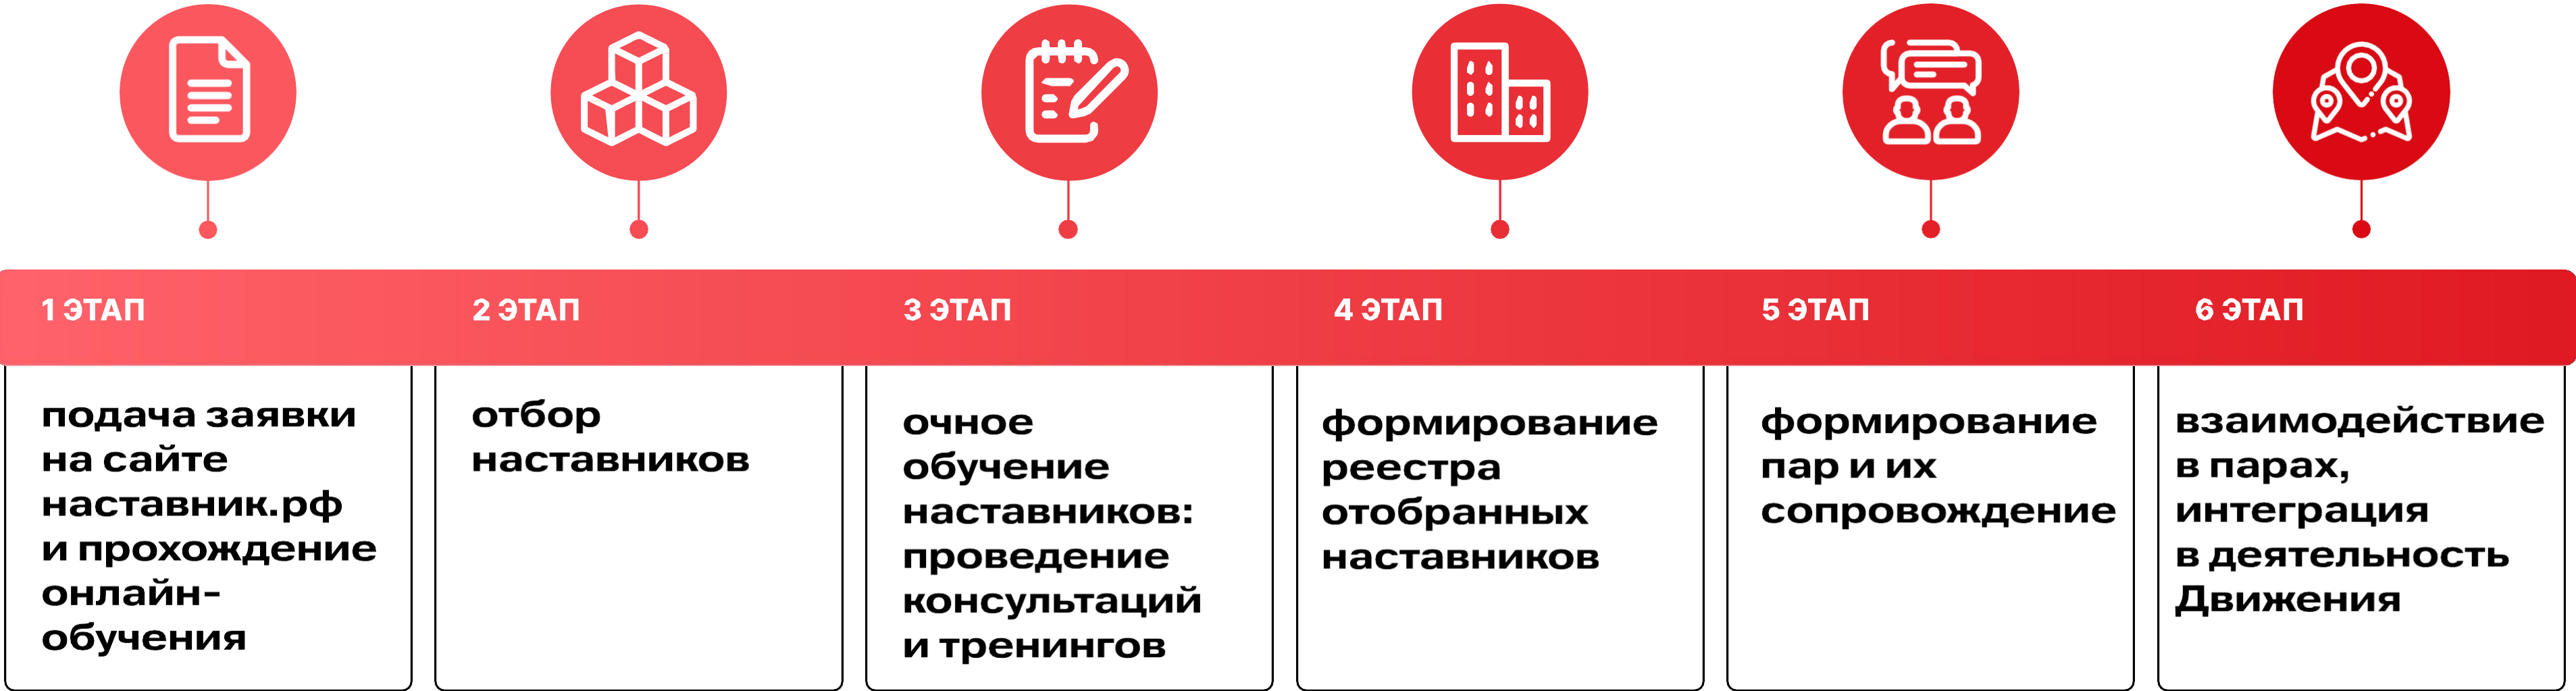 1 ЭТАП
подача заявки
на сайте
наставник.рф
и прохождение
онлайн-
обучения
2 ЭТАП
отбор
наставников
3 ЭТАП
очное
обучение
наставников:
проведение
консультаций
и тренингов
4 ЭТАП
формирование
реестра
отобранных
наставников
5 ЭТАП
формирование
пар и их
сопровождение
6 ЭТАП
взаимодействие
в парах,
интеграция
в деятельность
Движения